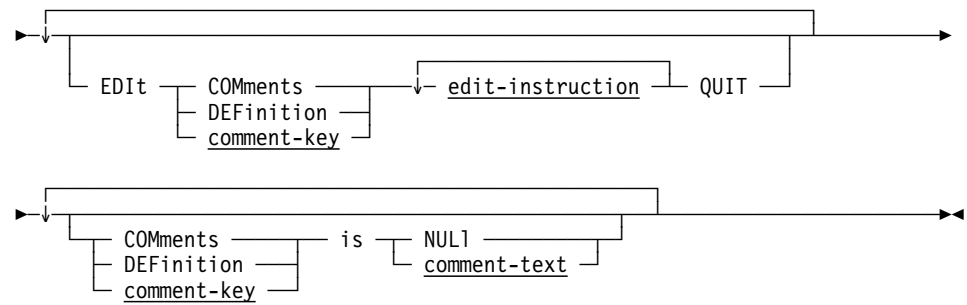 EDIt COMments edit-instruction QUIT
DEFinition
comment-key
COMments is NULl
DEFinition comment-text
comment-key